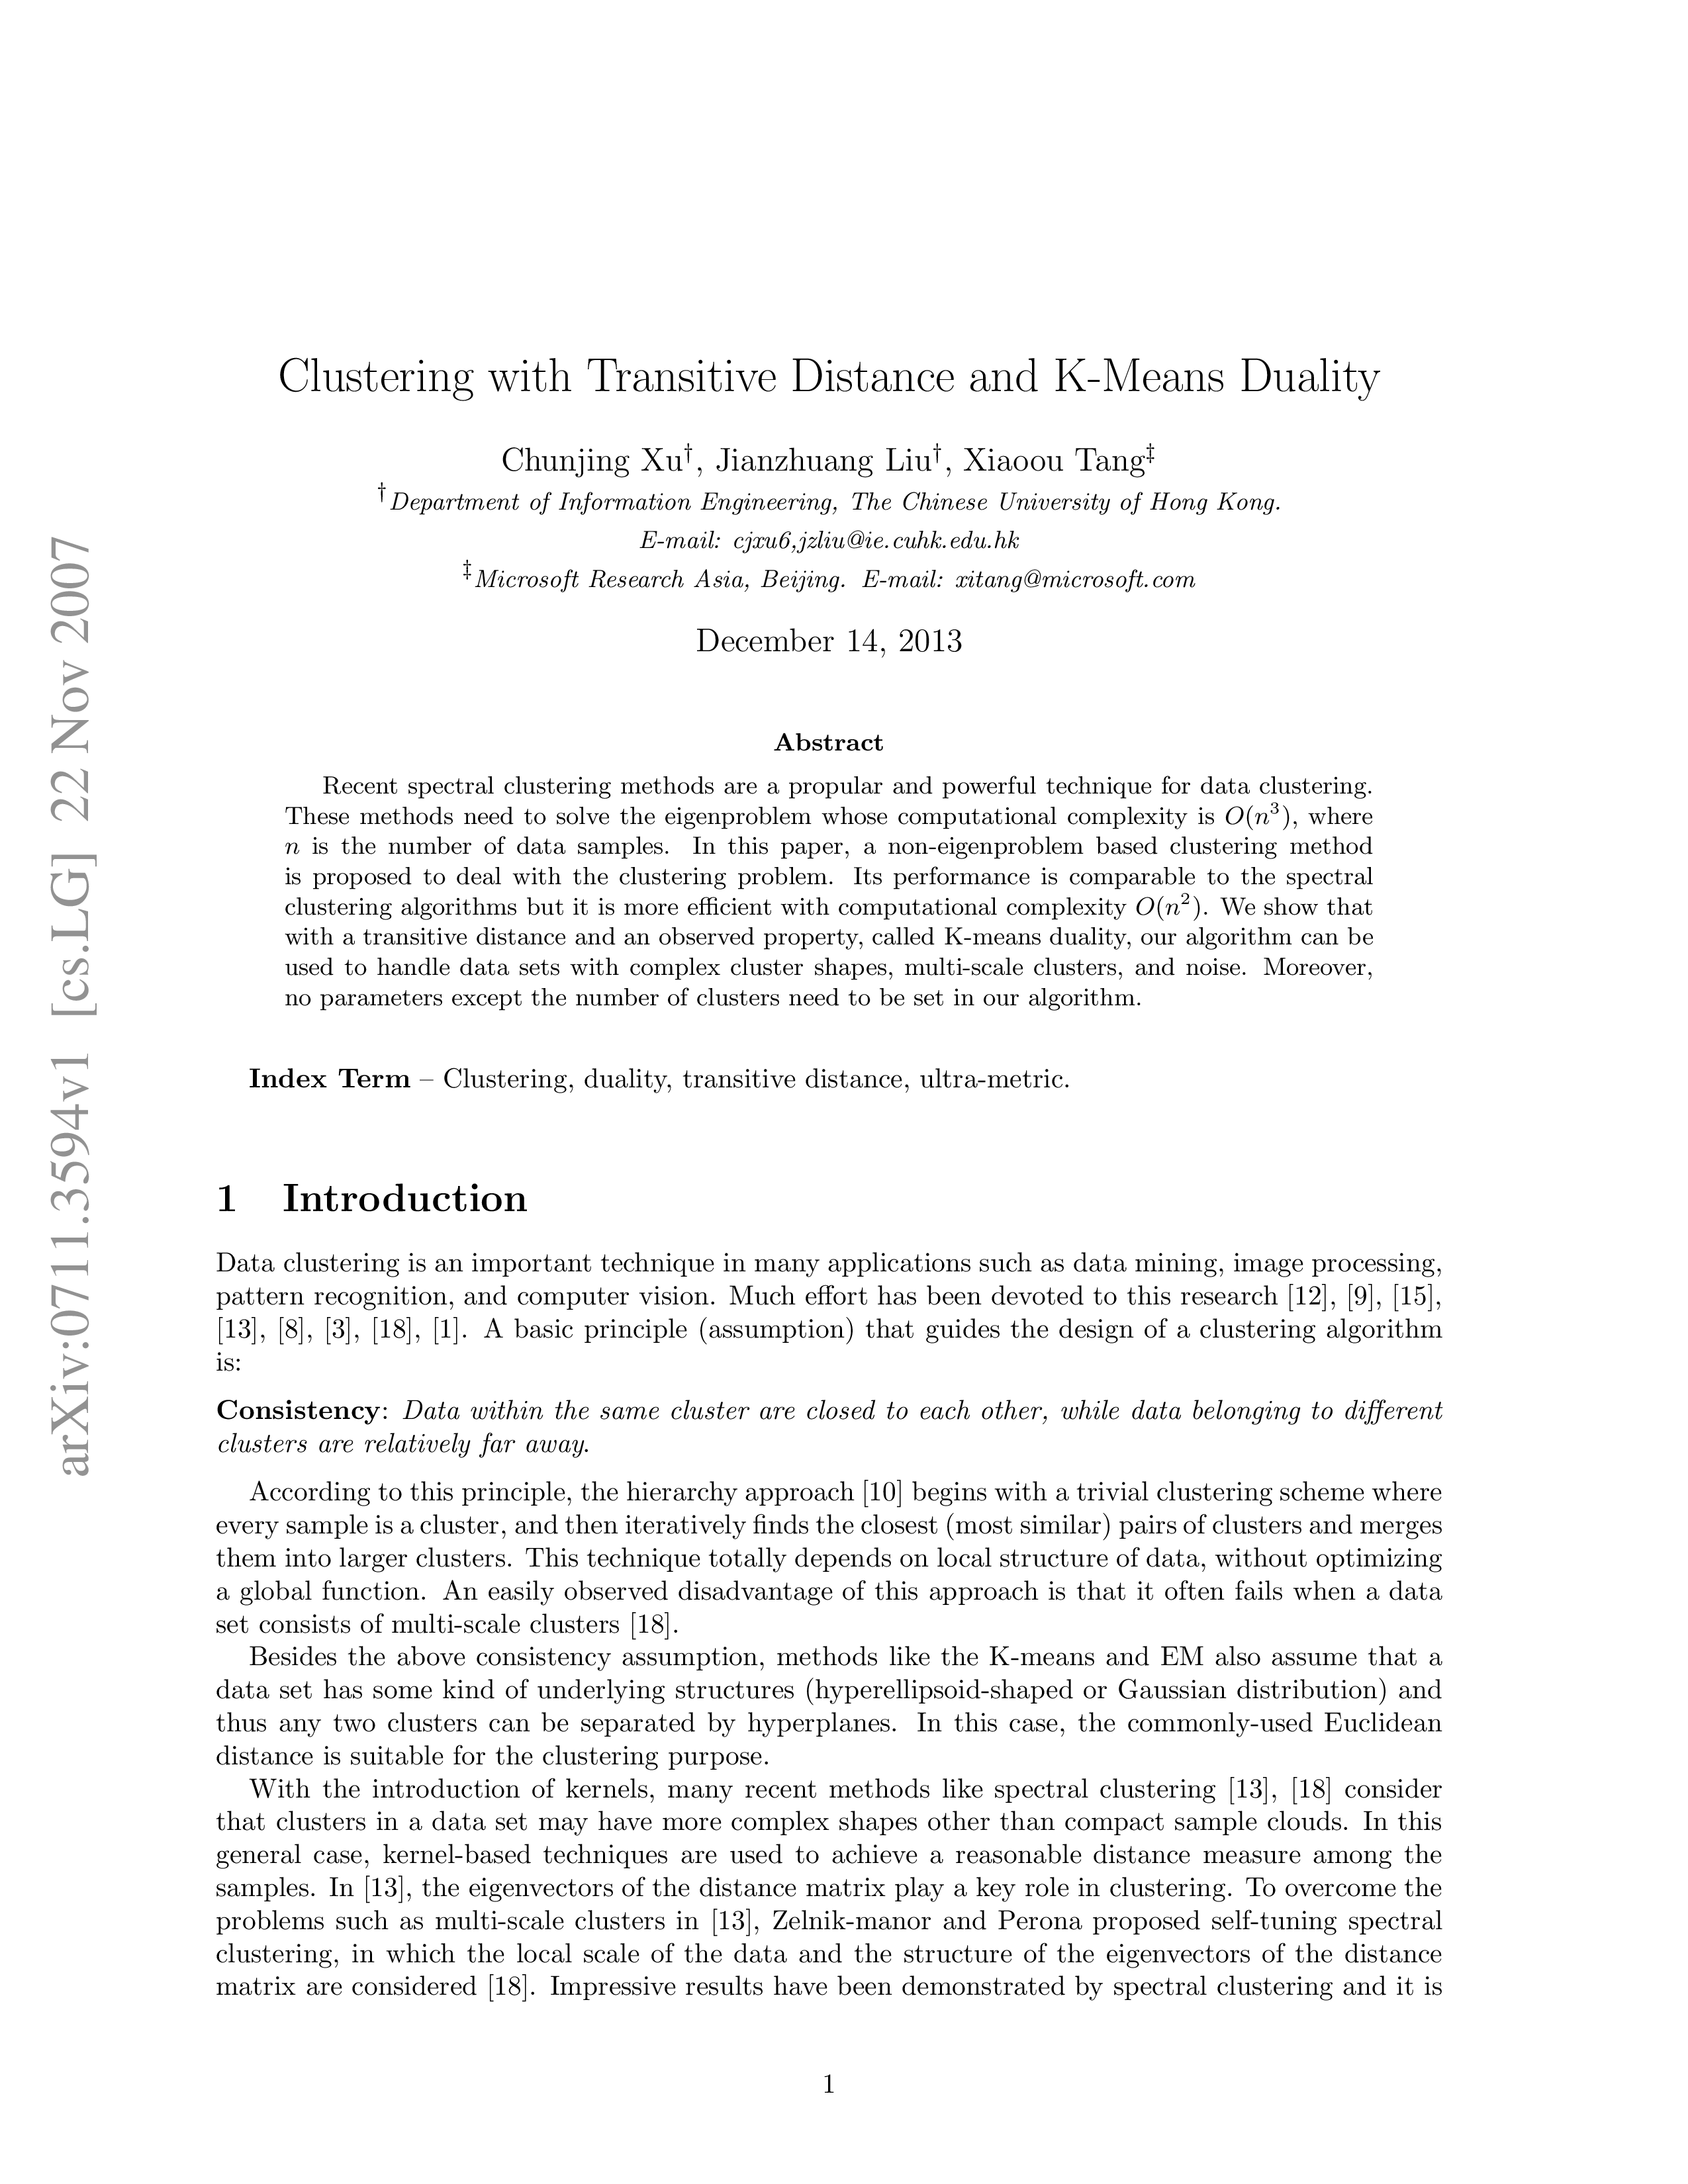 arXiv:0711.3594v1 [cs.LG] 22 Nov 2007
Clustering with Transitive Distance and K-Means Duality
Chunjing Xu†, Jianzhuang Liu†, Xiaoou Tang‡
†Department of Information Engineering, The Chinese University of Hong Kong.
E-mail: cjxu6,jzliu@ie.cuhk.edu.hk
‡Microsoft Research Asia, Beijing. E-mail: xitang@microsoft.com
December 14, 2013
Abstract
Recent spectral clustering methods are a propular and powerful technique for data clustering.
These methods need to solve the eigenproblem whose computational complexity is O(n³), where
n is the number of data samples. In this paper, a non-eigenproblem based clustering method
is proposed to deal with the clustering problem. Its performance is comparable to the spectral
clustering algorithms but it is more efficient with computational complexity O(n²). We show that
with a transitive distance and an observed property, called K-means duality, our algorithm can be
used to handle data sets with complex cluster shapes, multi-scale clusters, and noise. Moreover,
no parameters except the number of clusters need to be set in our algorithm.
Index Term – Clustering, duality, transitive distance, ultra-metric.
1 Introduction
Data clustering is an important technique in many applications such as data mining, image processing,
pattern recognition, and computer vision. Much effort has been devoted to this research [12], [9], [15],
[13], [8], [3], [18], [1]. A basic principle (assumption) that guides the design of a clustering algorithm
is:
Consistency: Data within the same cluster are closed to each other, while data belonging to different
clusters are relatively far away.
According to this principle, the hierarchy approach [10] begins with a trivial clustering scheme where
every sample is a cluster, and then iteratively finds the closest (most similar) pairs of clusters and merges
them into larger clusters. This technique totally depends on local structure of data, without optimizing
a global function. An easily observed disadvantage of this approach is that it often fails when a data
set consists of multi-scale clusters [18].
Besides the above consistency assumption, methods like the K-means and EM also assume that a
data set has some kind of underlying structures (hyperellipsoid-shaped or Gaussian distribution) and
thus any two clusters can be separated by hyperplanes. In this case, the commonly-used Euclidean
distance is suitable for the clustering purpose.
With the introduction of kernels, many recent methods like spectral clustering [13], [18] consider
that clusters in a data set may have more complex shapes other than compact sample clouds. In this
general case, kernel-based techniques are used to achieve a reasonable distance measure among the
samples. In [13], the eigenvectors of the distance matrix play a key role in clustering. To overcome the
problems such as multi-scale clusters in [13], Zelnik-manor and Perona proposed self-tuning spectral
clustering, in which the local scale of the data and the structure of the eigenvectors of the distance
matrix are considered [18]. Impressive results have been demonstrated by spectral clustering and it is
1